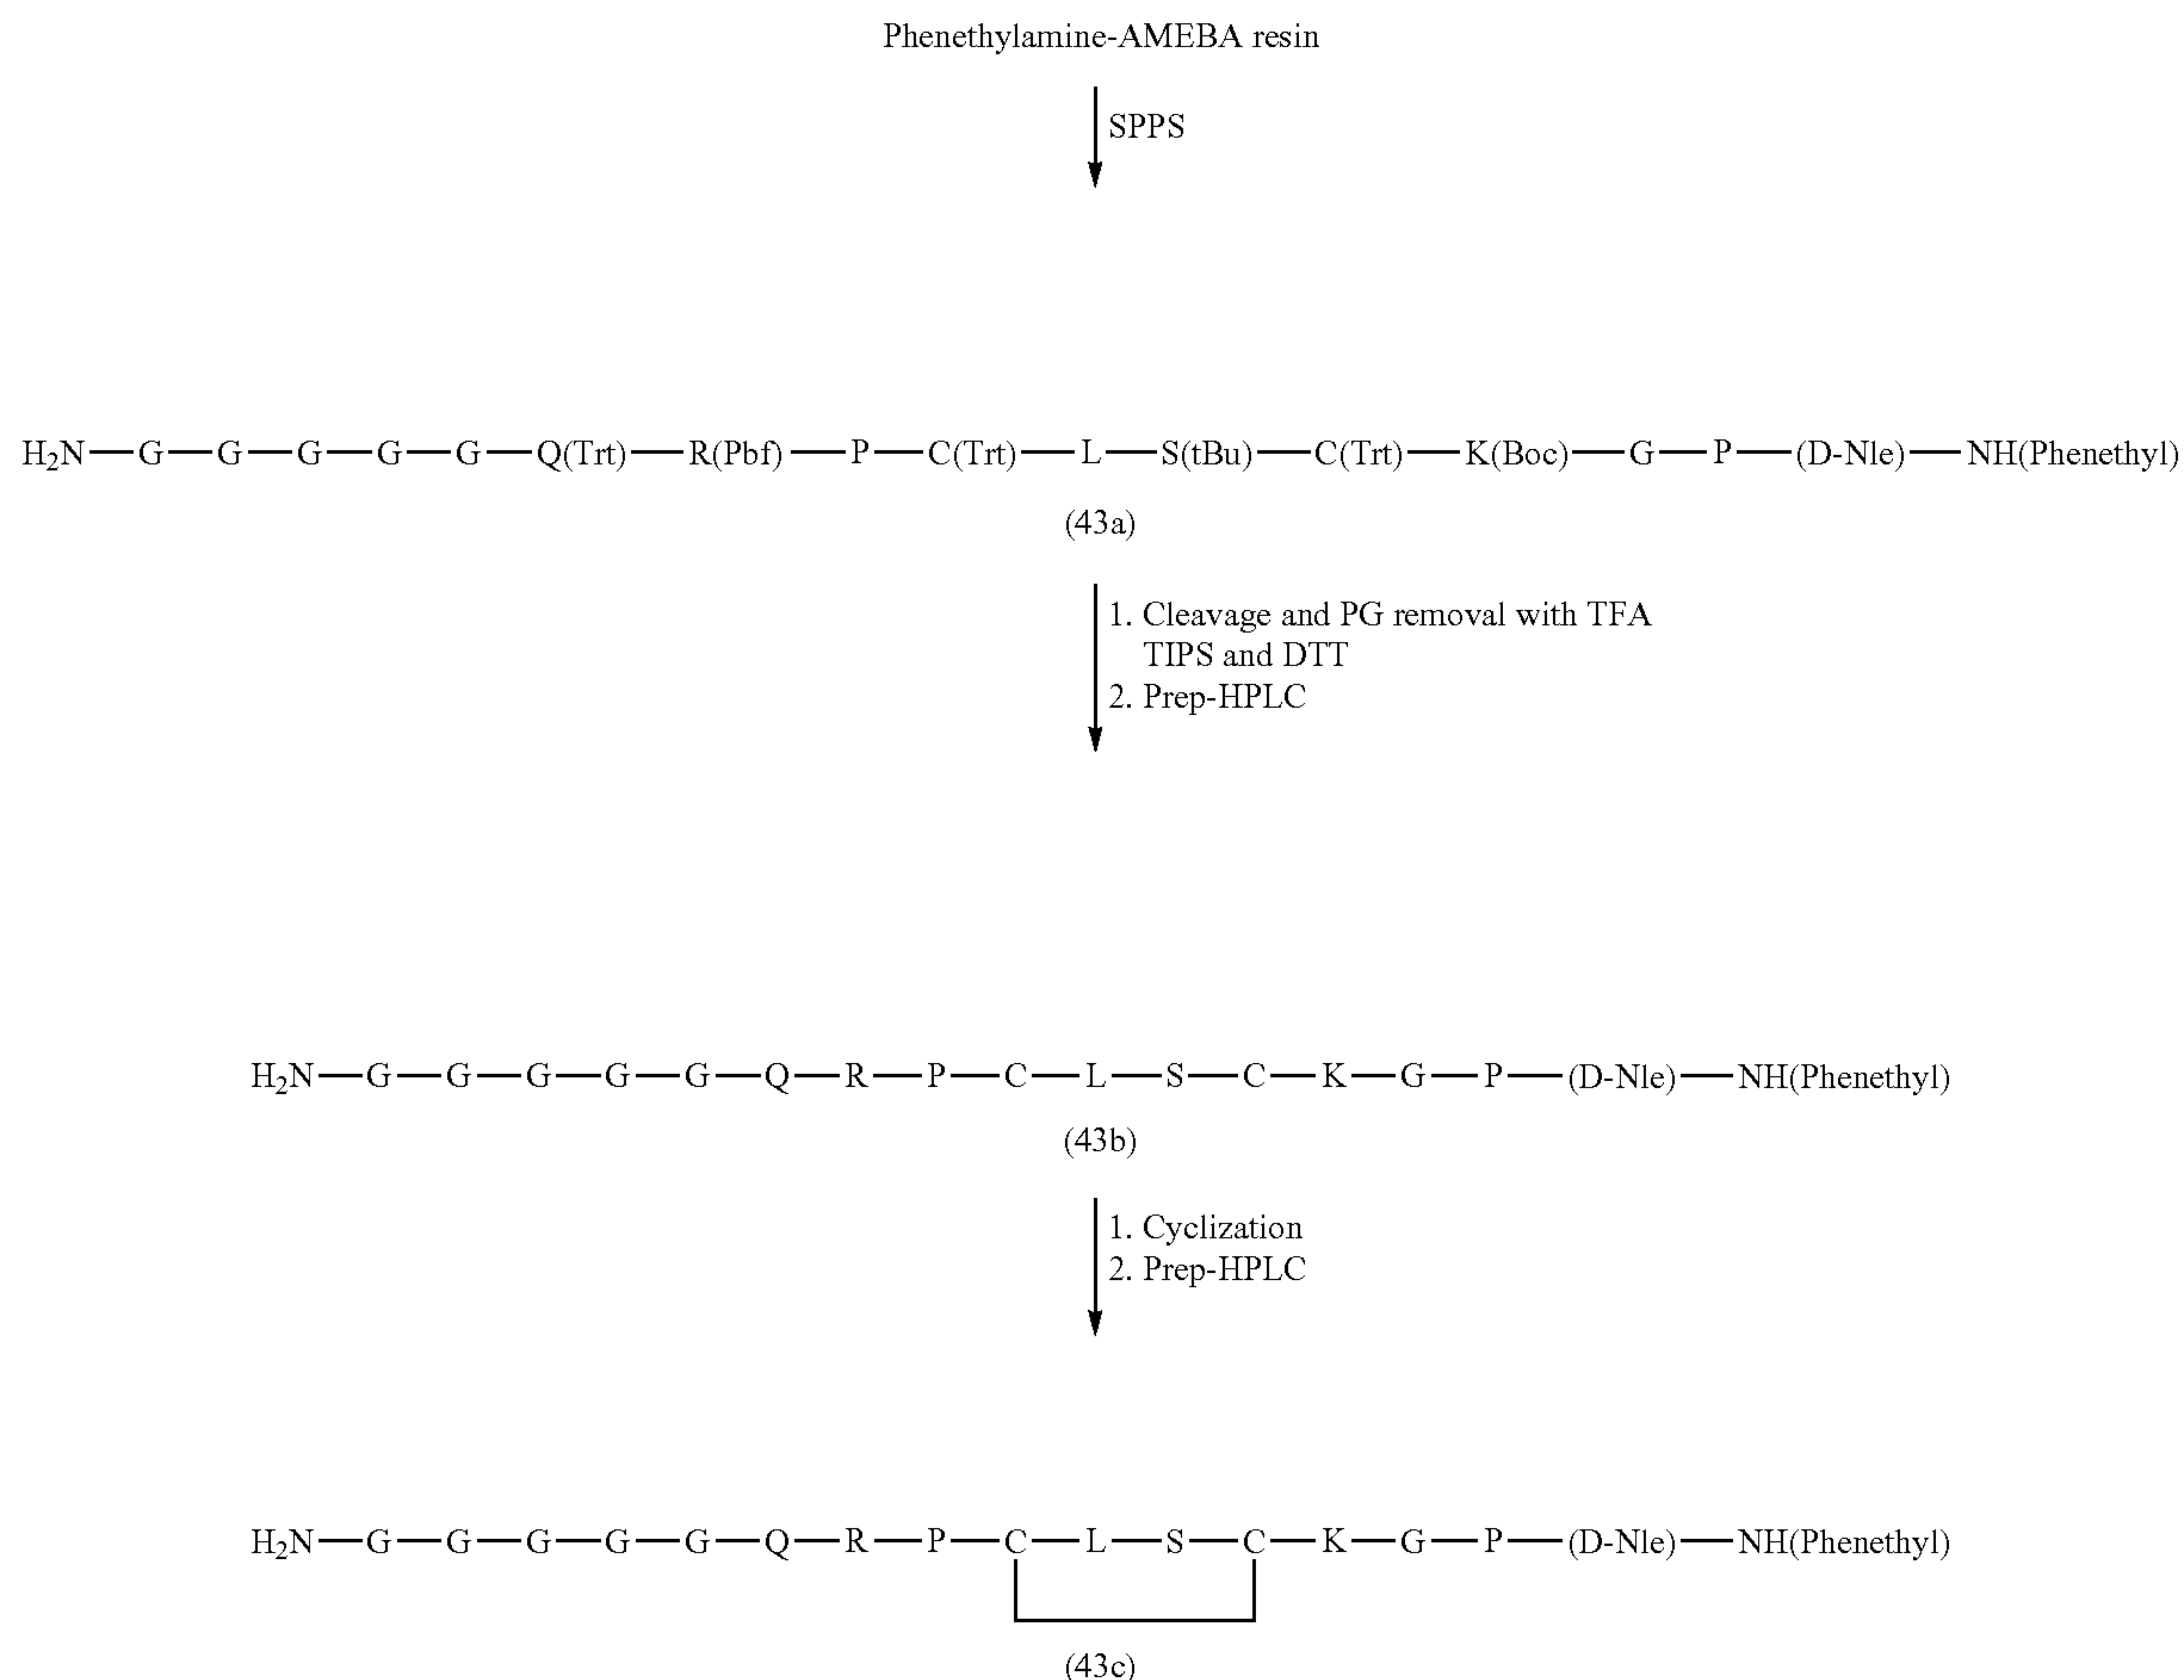 Phenethylamine-AMEBA resin
SPPS
H₂N—G—G—G—G—G—Q(Trt)—R(Pbf)—P—C(Trt)—L—S(tBu)—C(Trt)—K(Boc)—G—P—(D-Nle)—NH(Phenethyl)
(43a)
1. Cleavage and PG removal with TFA
TIPS and DTT
2. Prep-HPLC
H₂N—G—G—G—G—G—Q—R—P—C—L—S—C—K—G—P—(D-Nle)—NH(Phenethyl)
(43b)
1. Cyclization
2. Prep-HPLC
H₂N—G—G—G—G—G—Q—R—P—C—L—S—C—K—G—P—(D-Nle)—NH(Phenethyl)
(43c)